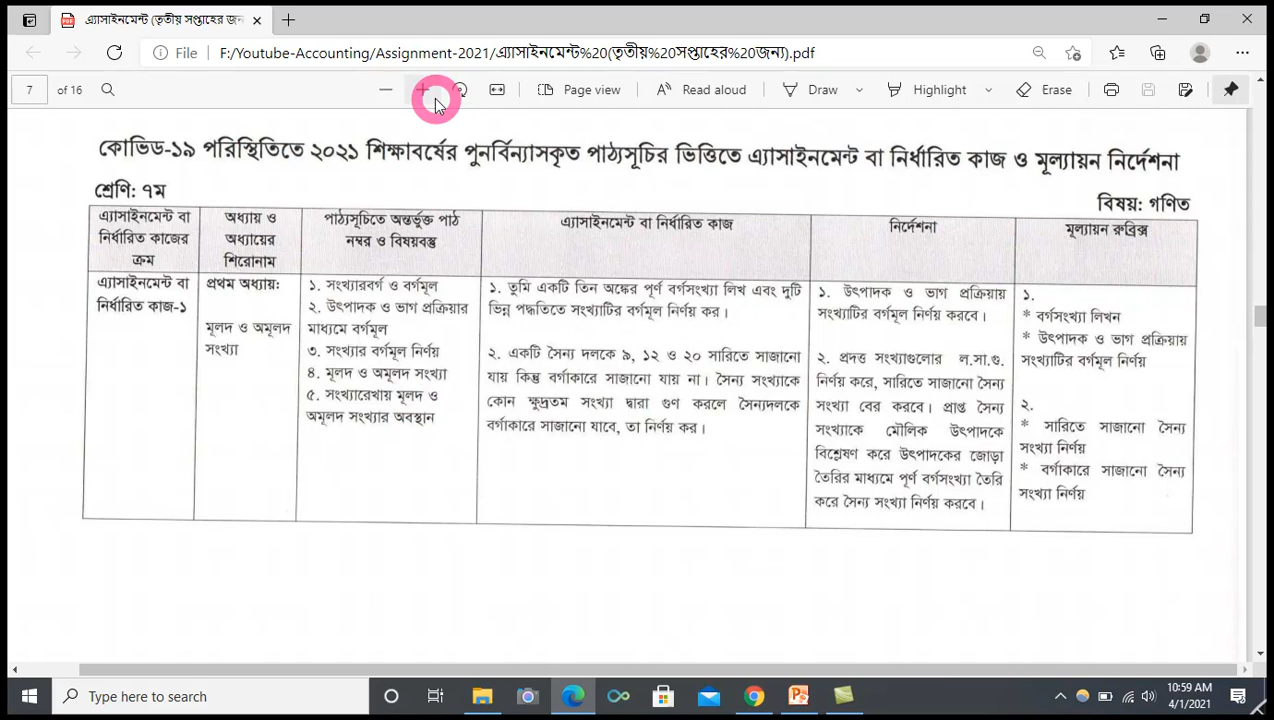 এ্যাসাইনমেন্ট (তৃতীয় সপ্তাহের জন্য
File
F:/Youtube-Accounting/Assignment-2021/এ্যাসাইনমেন্ট%20(তৃতীয়%20সপ্তাহের%20জন্য).pdf
7 of 16
Page view
Read aloud
Draw
Highlight
Erase
কোভিড-১৯ পরিস্থিতিতে ২০২১ শিক্ষাবর্ষের পুনর্বিন্যাসকৃত পাঠ্যসূচির ভিত্তিতে এ্যাসাইনমেন্ট বা নির্ধারিত কাজ ও মূল্যায়ন নির্দেশনা
শ্রেণি: ৭ম
বিষয়: গণিত
এ্যাসাইনমেন্ট বা
নির্ধারিত কাজের
ক্রম
অধ্যায় ও
অধ্যায়ের
শিরোনাম
পাঠ্যসূচিতে অন্তর্ভুক্ত পাঠ
নম্বর ও বিষয়বস্তু
এ্যাসাইনমেন্ট বা নির্ধারিত কাজ
নির্দেশনা
মূল্যায়ন রুব্রিক্স
এ্যাসাইনমেন্ট বা
নির্ধারিত কাজ-১
প্রথম অধ্যায়:
মূলদ ও অমূলদ
সংখ্যা
১. সংখ্যারবর্গ ও বর্গমূল
২. উৎপাদক ও ভাগ প্রক্রিয়ার
মাধ্যমে বর্গমূল
৩. সংখ্যার বর্গমূল নির্ণয়
৪. মূলদ ও অমূলদ সংখ্যা
৫. সংখ্যারেখায় মূলদ ও
অমূলদ সংখ্যার অবস্থান
১. তুমি একটি তিন অঙ্কের পূর্ণ বর্গসংখ্যা লিখ এবং দুটি
ভিন্ন পদ্ধতিতে সংখ্যাটির বর্গমূল নির্ণয় কর।
২. একটি সৈন্য দলকে ৯, ১২ ও ২০ সারিতে সাজানো
যায় কিন্তু বর্গাকারে সাজানো যায় না। সৈন্য সংখ্যাকে
কোন ক্ষুদ্রতম সংখ্যা দ্বারা গুণ করলে সৈন্যদলকে
বর্গাকারে সাজানো যাবে, তা নির্ণয় কর।
১. উৎপাদক ও ভাগ প্রক্রিয়ায়
সংখ্যাটির বর্গমূল নির্ণয় করবে।
২. প্রদত্ত সংখ্যাগুলোর ল.সা.গু.
নির্ণয় করে, সারিতে সাজানো সৈন্য
সংখ্যা বের করবে। প্রাপ্ত সৈন্য
সংখ্যাকে মৌলিক উৎপাদকে
বিশ্লেষণ করে উৎপাদকের জোড়া
তৈরির মাধ্যমে পূর্ণ বর্গসংখ্যা তৈরি
করে সৈন্য সংখ্যা নির্ণয় করবে।
১.
* বর্গসংখ্যা লিখন
* উৎপাদক ও ভাগ প্রক্রিয়ায়
সংখ্যাটির বর্গমূল নির্ণয়
২.
* সারিতে সাজানো সৈন্য
সংখ্যা নির্ণয়
* বর্গাকারে সাজানো সৈন্য
সংখ্যা নির্ণয়
Type here to search
10:59 AM
4/1/2021